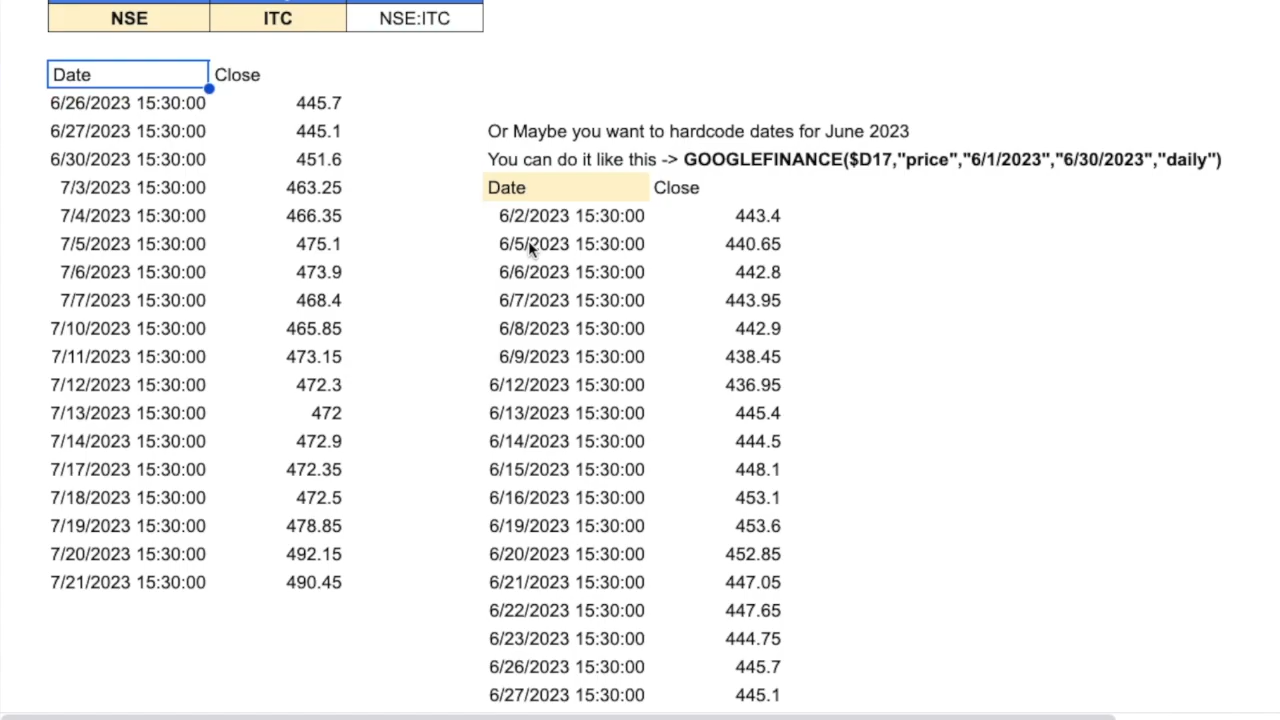 NSE ITC NSE:ITC
Date Close
6/26/2023 15:30:00 445.7
6/27/2023 15:30:00 445.1
6/30/2023 15:30:00 451.6
7/3/2023 15:30:00 463.25
7/4/2023 15:30:00 466.35
7/5/2023 15:30:00 475.1
7/6/2023 15:30:00 473.9
7/7/2023 15:30:00 468.4
7/10/2023 15:30:00 465.85
7/11/2023 15:30:00 473.15
7/12/2023 15:30:00 472.3
7/13/2023 15:30:00 472
7/14/2023 15:30:00 472.9
7/17/2023 15:30:00 472.35
7/18/2023 15:30:00 472.5
7/19/2023 15:30:00 478.85
7/20/2023 15:30:00 492.15
7/21/2023 15:30:00 490.45
Or Maybe you want to hardcode dates for June 2023
You can do it like this -> GOOGLEFINANCE($D17,"price","6/1/2023","6/30/2023","daily")
Date Close
6/2/2023 15:30:00 443.4
6/5/2023 15:30:00 440.65
6/6/2023 15:30:00 442.8
6/7/2023 15:30:00 443.95
6/8/2023 15:30:00 442.9
6/9/2023 15:30:00 438.45
6/12/2023 15:30:00 436.95
6/13/2023 15:30:00 445.4
6/14/2023 15:30:00 444.5
6/15/2023 15:30:00 448.1
6/16/2023 15:30:00 453.1
6/19/2023 15:30:00 453.6
6/20/2023 15:30:00 452.85
6/21/2023 15:30:00 447.05
6/22/2023 15:30:00 447.65
6/23/2023 15:30:00 444.75
6/26/2023 15:30:00 445.7
6/27/2023 15:30:00 445.1